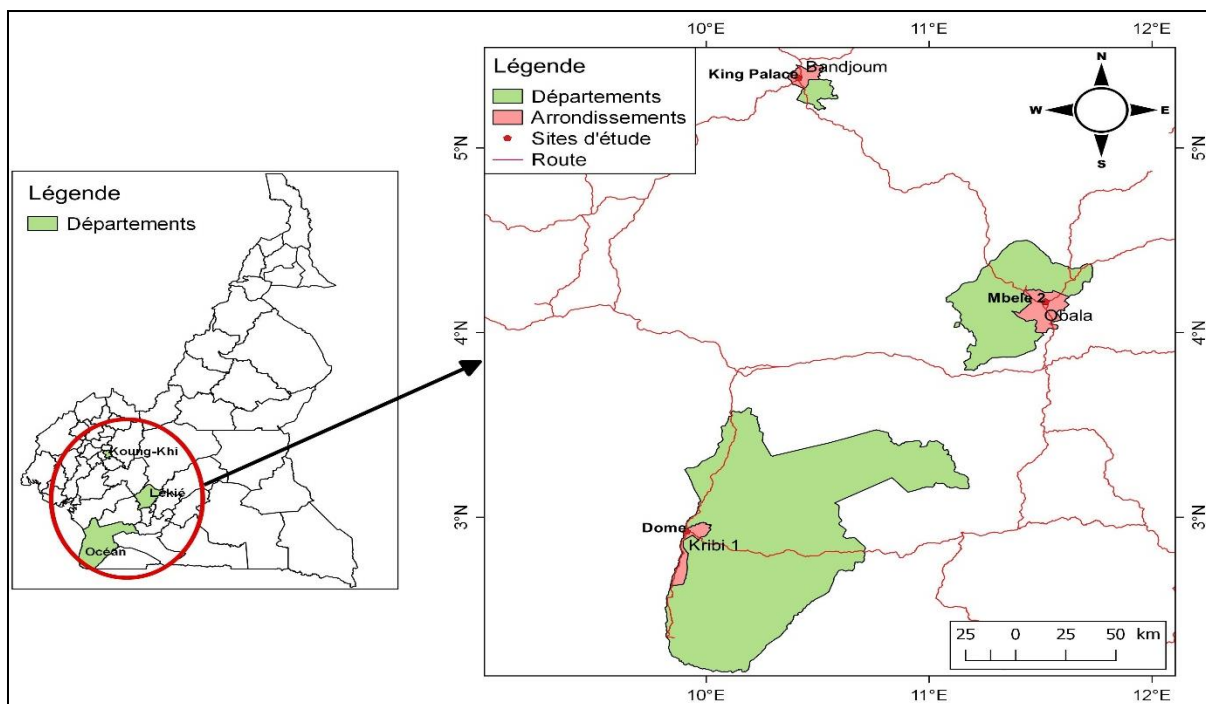 Légende
Départements
Koung-Khi
Lékié
Océan
10°E 11°E 12°E
Légende
Départements
Arrondissements
Sites d'étude
Route
King Palace
Bandjoum
N
W E
S
5°N 5°N
Mbele 2
Obala
4°N 4°N
Dome
Kribi 1
3°N 3°N
25 0 25 50 km
10°E 11°E 12°E